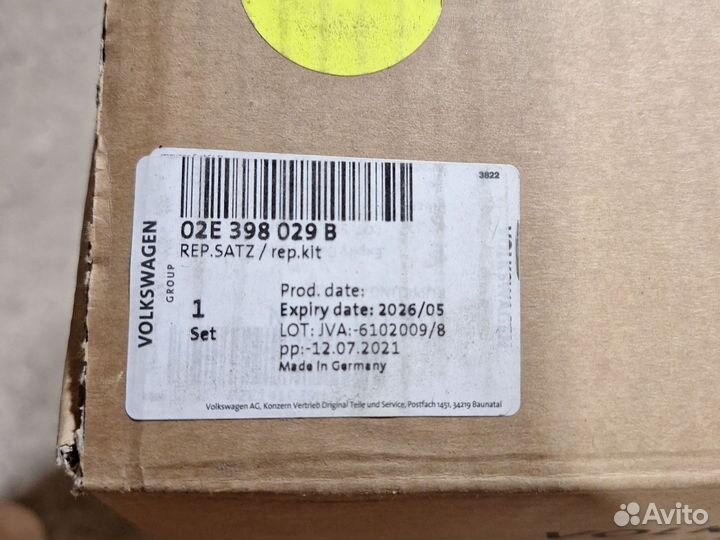 3822
02E 398 029 B
REP.SATZ / rep.kit
VOLKSWAGEN
GROUP
1
Set
Prod. date:
Expiry date: 2026/05
LOT: JVA:-6102009/8
pp:-12.07.2021
Made in Germany
Volkswagen AG, Konzern Vertrieb Original Teile und Service, Postfach 1451, 34219 Baunatal
Avito